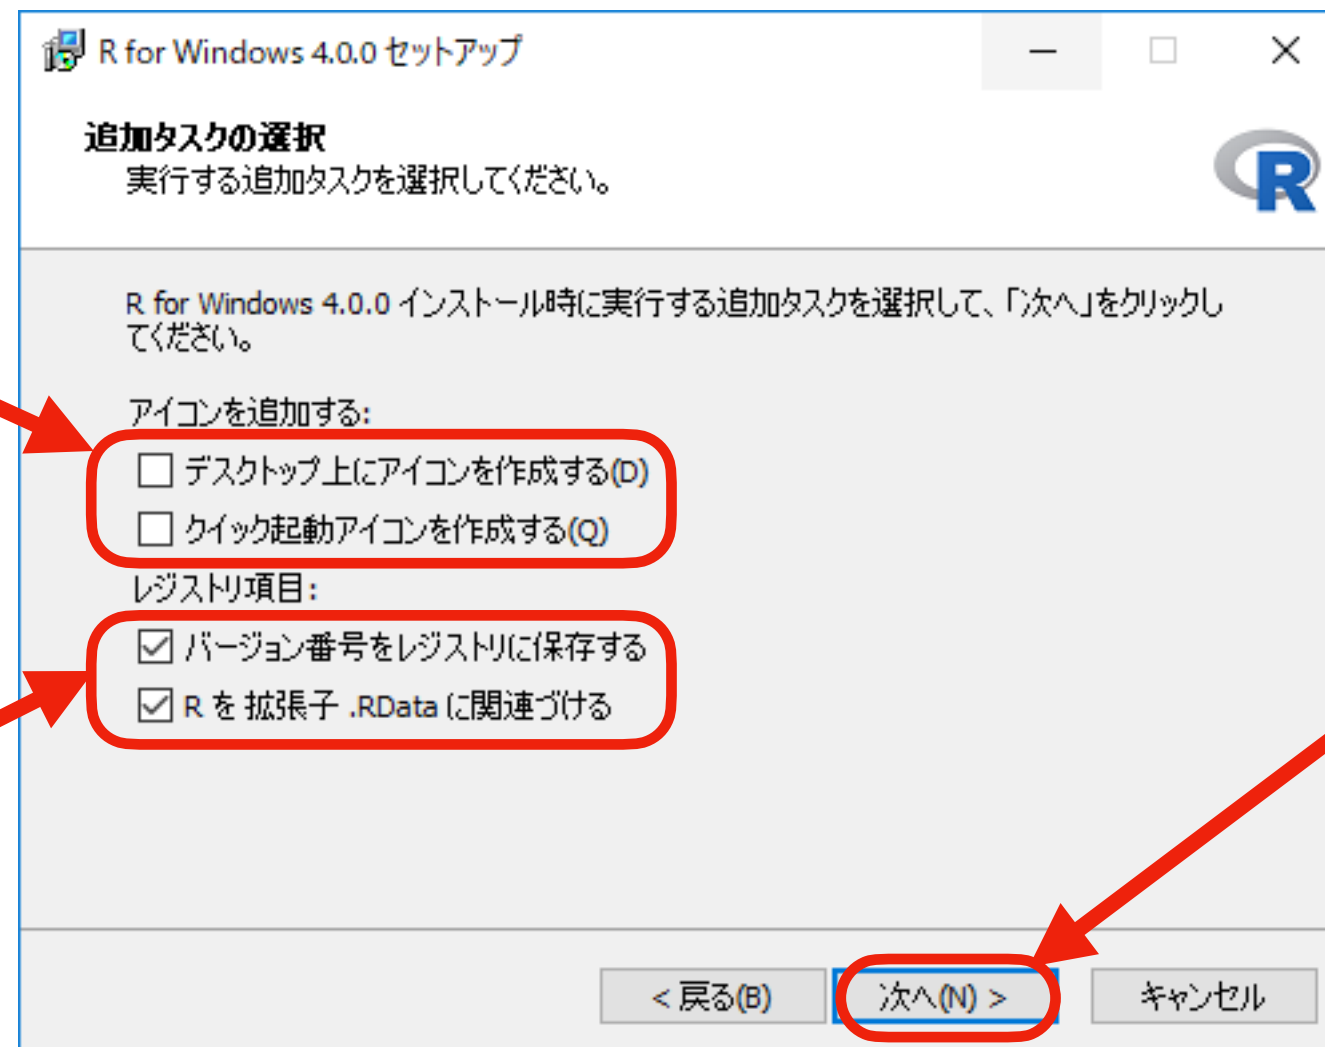 R for Windows 4.0.0 セットアップ
追加タスクの選択
実行する追加タスクを選択してください。
R
R for Windows 4.0.0 インストール時に実行する追加タスクを選択して、「次へ」をクリックし
てください。
アイコンを追加する:
デスクトップ上にアイコンを作成する(D)
クイック起動アイコンを作成する(Q)
レジストリ項目:
バージョン番号をレジストリに保存する
R を 拡張子 .RData に関連づける
< 戻る(B)
次へ(N) >
キャンセル